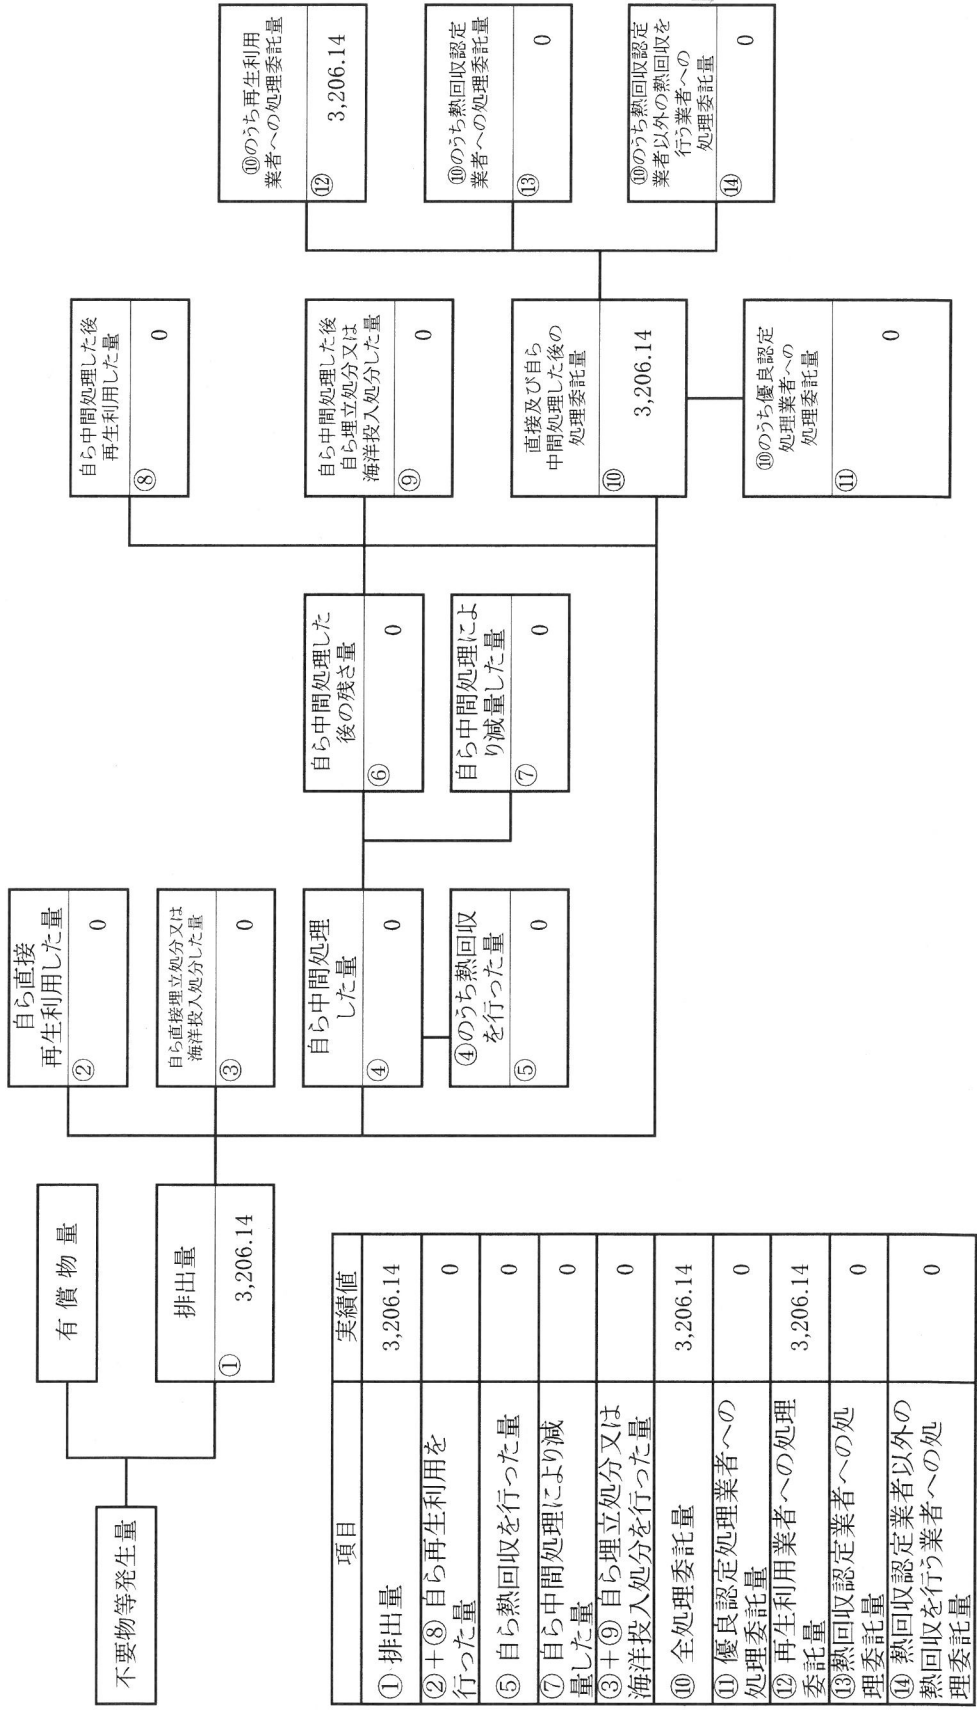 不要物等発生量
有償物量
排出量
①
3,206.14
自ら直接
再生利用した量
②
0
自ら直接埋立処分又は
海洋投入処分した量
③
0
自ら中間処理
した量
④
0
④のうち熱回収
を行った量
⑤
0
自ら中間処理した
後の残さ量
⑥
0
自ら中間処理によ
り減量した量
⑦
0
自ら中間処理した後
再生利用した量
⑧
0
自ら中間処理した後
自ら埋立処分又は
海洋投入処分した量
⑨
0
直接及び自ら
中間処理した後の
処理委託量
⑩
3,206.14
⑩のうち優良認定
処理業者への
処理委託量
⑪
0
⑩のうち再生利用
業者への処理委託量
⑫
3,206.14
⑩のうち熱回収認定
業者への処理委託量
⑬
0
⑩のうち熱回収認定
業者以外の熱回収を
行う業者への
処理委託量
⑭
0
項目 実績値
①排出量 3,206.14
②+⑧ 自ら再生利用を
行った量 0
⑤ 自ら熱回収を行った量 0
⑦ 自ら中間処理により減
量した量 0
③+⑨ 自ら埋立処分又は
海洋投入処分を行った量 0
⑩ 全処理委託量 3,206.14
⑪ 優良認定処理業者への
処理委託量 0
⑫ 再生利用業者への処理
委託量 3,206.14
⑬熱回収認定業者への処
理委託量 0
⑭ 熱回収認定業者以外の
熱回収を行う業者への処
理委託量 0